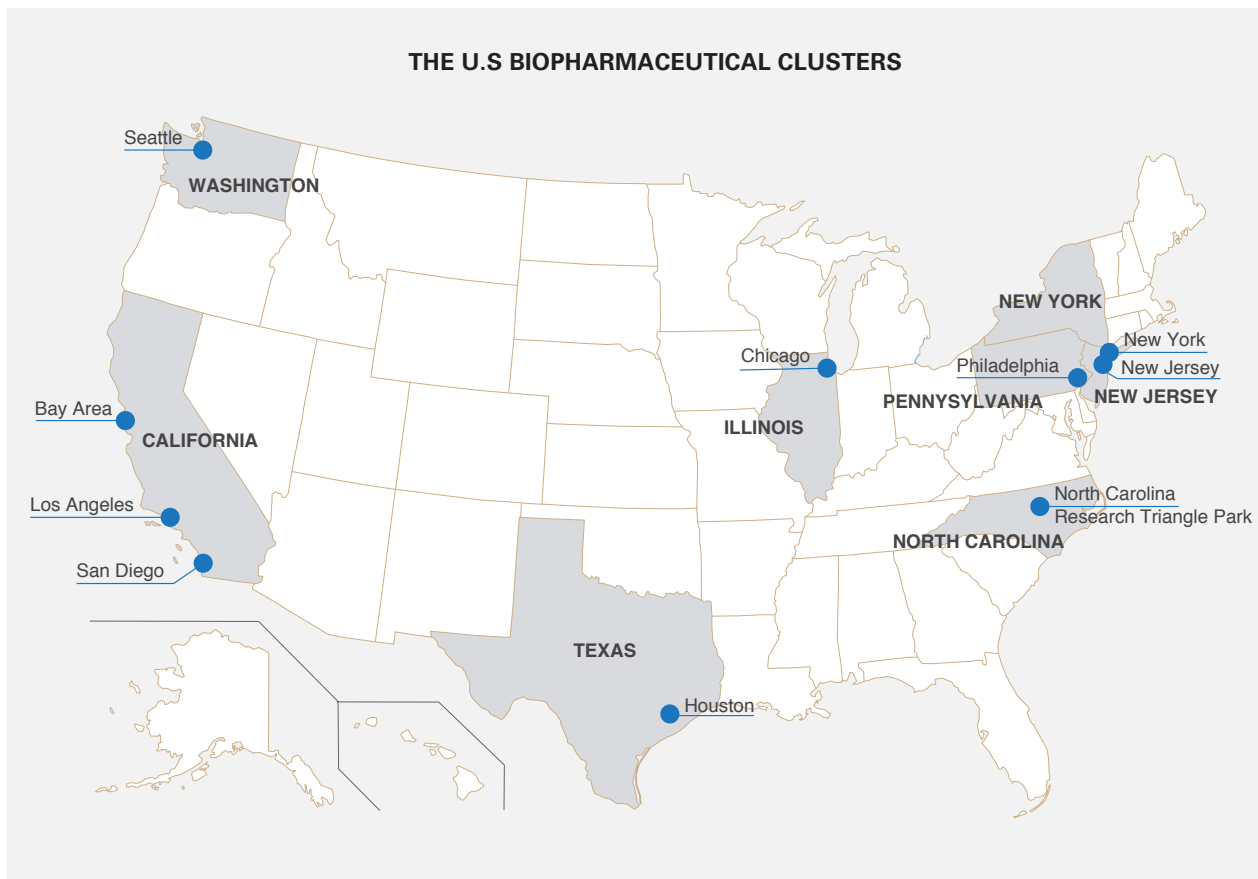 THE U.S BIOPHARMACEUTICAL CLUSTERS
Seattle
WASHINGTON
NEW YORK
New York
Chicago
Philadelphia
New Jersey
PENNYSYLVANIA
NEW JERSEY
Bay Area
CALIFORNIA
ILLINOIS
Los Angeles
North Carolina
Research Triangle Park
NORTH CAROLINA
San Diego
TEXAS
Houston